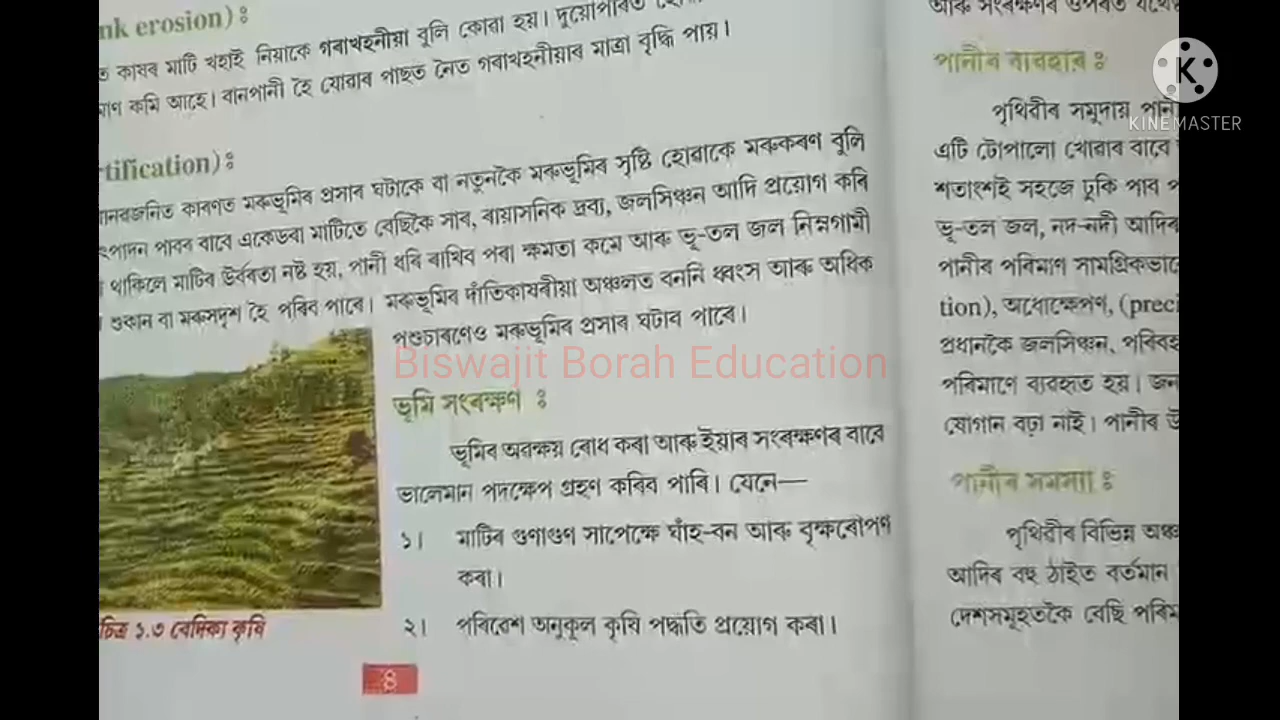 nk erosion) ঃ
ত কাষৰ মাটি খহাই নিয়াকে গৰাখহনীয়া বুলি কোৱা হয়। দুয়োপাৰত
মাণ কমি আহে। বানপানী হৈ যোৱাৰ পাছত নৈত গৰাখহনীয়াৰ মাত্ৰা বৃদ্ধি পায়।
rtification) ঃ
ানৱজনিত কাৰণত মৰুভূমিৰ প্ৰসাৰ ঘটাকে বা নতুনকৈ মৰুভূমিৰ সৃষ্টি হোৱাকে মৰুকৰণ বুলি
ৎপাদন পাবৰ বাবে একেডৰা মাটিতে বেছিকৈ সাৰ, ৰাসায়নিক দ্ৰব্য, জলসিঞ্চন আদি প্ৰয়োগ কৰি
থাকিলে মাটিৰ উৰ্বৰতা নষ্ট হয়, পানী ধৰি ৰাখিব পৰা ক্ষমতা কমে আৰু ভূ-তল জল নিম্নগামী
শুকান বা মৰুসদৃশ হৈ পৰিব পাৰে। মৰুভূমিৰ দাঁতিকাষৰীয়া অঞ্চলত বননি ধ্বংস আৰু অধিক
পশুচাৰণেও মৰুভূমিৰ প্ৰসাৰ ঘটাব পাৰে।
Biswajit Borah Education
ভূমি সংৰক্ষণ ঃ
ভূমিৰ অৱক্ষয় ৰোধ কৰা আৰু ইয়াৰ সংৰক্ষণৰ বাবে
ভালেমান পদক্ষেপ গ্ৰহণ কৰিব পাৰি। যেনে—
১। মাটিৰ গুণাগুণ সাপেক্ষে ঘাঁহ-বন আৰু বৃক্ষৰোপণ
কৰা।
২। পৰিৱেশ অনুকূল কৃষি পদ্ধতি প্ৰয়োগ কৰা।
চিত্ৰ ১.৩ বেদিকা কৃষি
8
আৰু সংৰক্ষণৰ ওপৰত
পানীৰ ব্যৱহাৰ ঃ
পৃথিৱীৰ সমুদায় পানী
এটি টোপালো খোৱাৰ বাবে
শতাংশই সহজে ঢুকি পাব প
ভূ-তল জল, নদ-নদী আদিৰ
পানীৰ পৰিমাণ সামগ্ৰিকভাৱে
tion), অধোক্ষেপণ, (preci
প্ৰধানকৈ জলসিঞ্চন, পৰিবহ
পৰিমাণে ব্যৱহৃত হয়। জন
যোগান বঢ়া নাই। পানীৰ উ
পানীৰ সমস্যা ঃ
পৃথিৱীৰ বিভিন্ন অঞ্চ
আদিৰ বহু ঠাইত বৰ্তমান
দেশসমূহতকৈ বেছি পৰিম
K
KINEMASTER